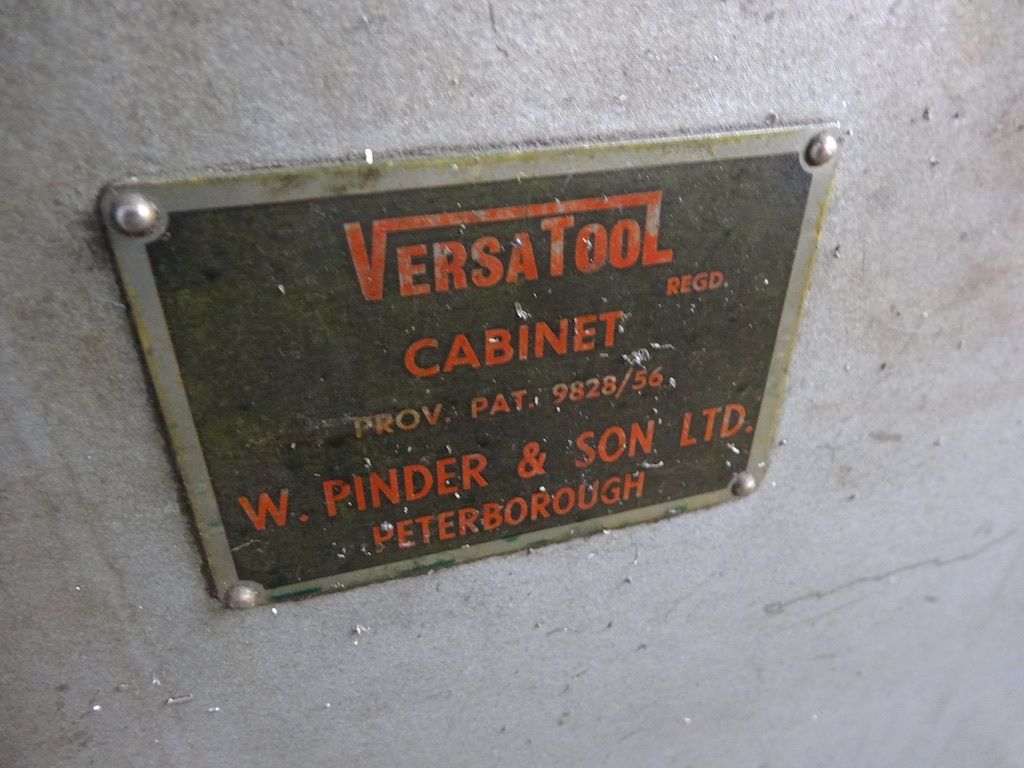 VERSATOOL
REGD.
CABINET
PROV. PAT. 9828/56
W. PINDER & SON LTD.
PETERBOROUGH